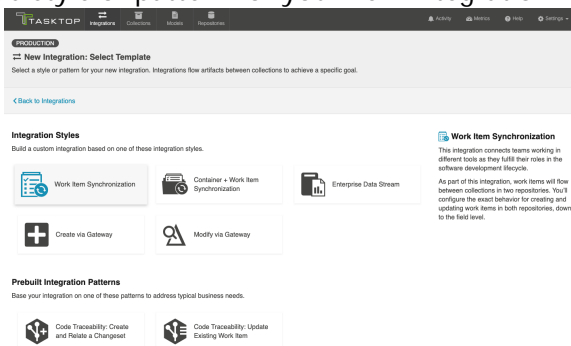 TASKTOP
Integrations
Collections
Models
Repositories
Activity
Metrics
Help
Settings
PRODUCTION
New Integration: Select Template
Select a style or pattern for your new integration. Integrations flow artifacts between collections to achieve a specific goal.
Back to Integrations
Integration Styles
Build a custom integration based on one of these integration styles.
Work Item Synchronization
Container + Work Item
Synchronization
Enterprise Data Stream
Create via Gateway
Modify via Gateway
Work Item Synchronization
This integration connects teams working in
different tools as they fulfill their roles in the
software development lifecycle.
As part of this integration, work items will flow
between collections in two repositories. You'll
configure the exact behavior for creating and
updating work items in both repositories, down
to the field level.
Prebuilt Integration Patterns
Base your integration on one of these patterns to address typical business needs.
Code Traceability: Create
and Relate a Changeset
Code Traceability: Update
Existing Work Item